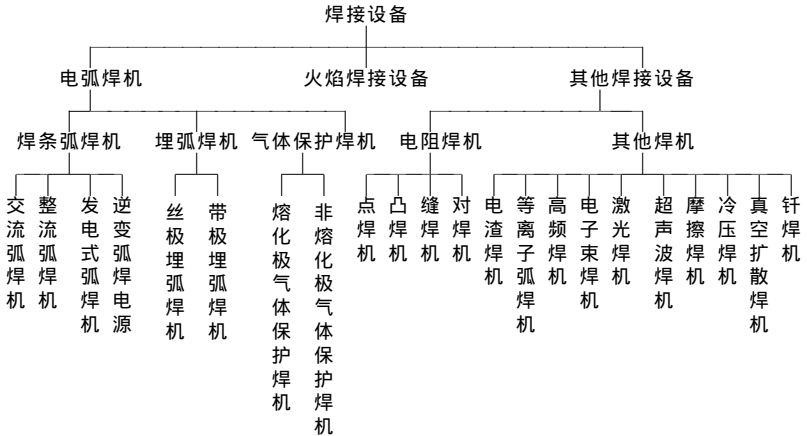 焊接设备
电弧焊机
火焰焊接设备
其他焊接设备
焊条弧焊机
埋弧焊机
气体保护焊机
电阻焊机
其他焊机
交流弧焊机
整流弧焊机
发电式弧焊机
逆变弧焊电源
丝极埋弧焊机
带极埋弧焊机
熔化极气体保护焊机
非熔化极气体保护焊机
点焊机
凸焊机
缝焊机
对焊机
电渣焊机
等离子弧焊机
高频焊机
电子束焊机
激光焊机
超声波焊机
摩擦焊机
冷压焊机
真空扩散焊机
钎焊机